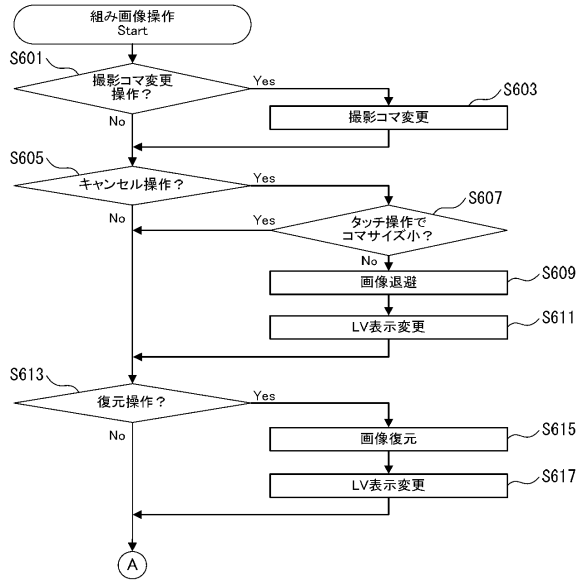 組み画像操作
Start
S601
撮影コマ変更
操作？
Yes
S603
撮影コマ変更
No
S605
キャンセル操作？
Yes
S607
タッチ操作で
コマサイズ小？
Yes
No
No
S609
画像退避
S611
LV表示変更
S613
復元操作？
Yes
S615
画像復元
No
S617
LV表示変更
A